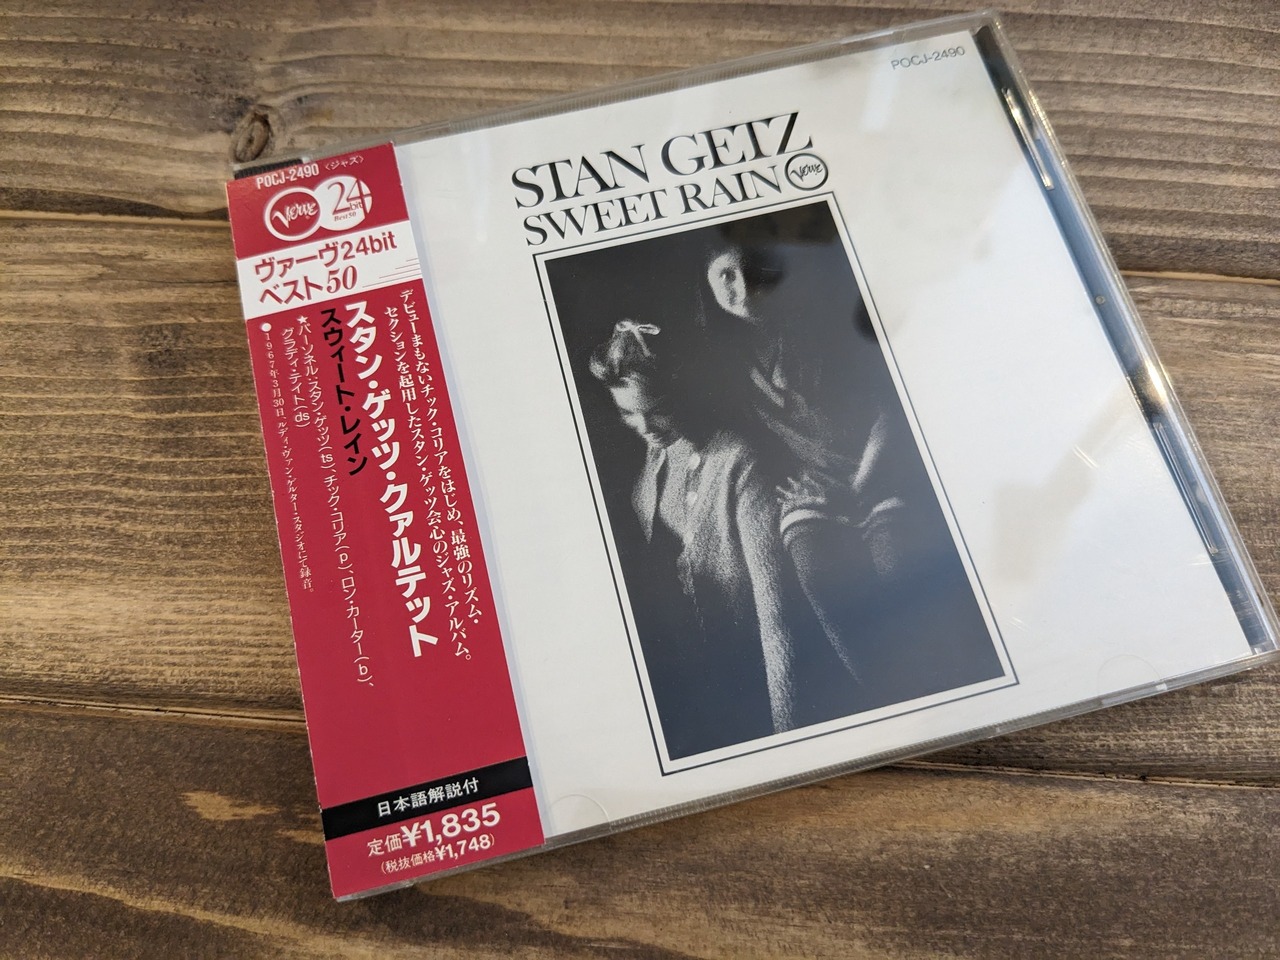 POCJ-2490
STAN GETZ
SWEET RAIN
Verve
POCJ-2490 〈ジャズ〉
Verve
24
bit
Best 50
ヴァーヴ24bit
ベスト50
デビューまもないチック・コリアをはじめ、最強のリズム・
セクションを起用したスタン・ゲッツ会心のジャズ・アルバム。
スタン・ゲッツ・クァルテット
スウィート・レイン
★パーソネル:スタン・ゲッツ(ts)、チック・コリア(p)、ロン・カーター(b)、
グラディ・テイト(ds)
●1967年3月30日、ルディ・ヴァン・ゲルター・スタジオにて録音。
日本語解説付
定価¥1,835
(税抜価格¥1,748)